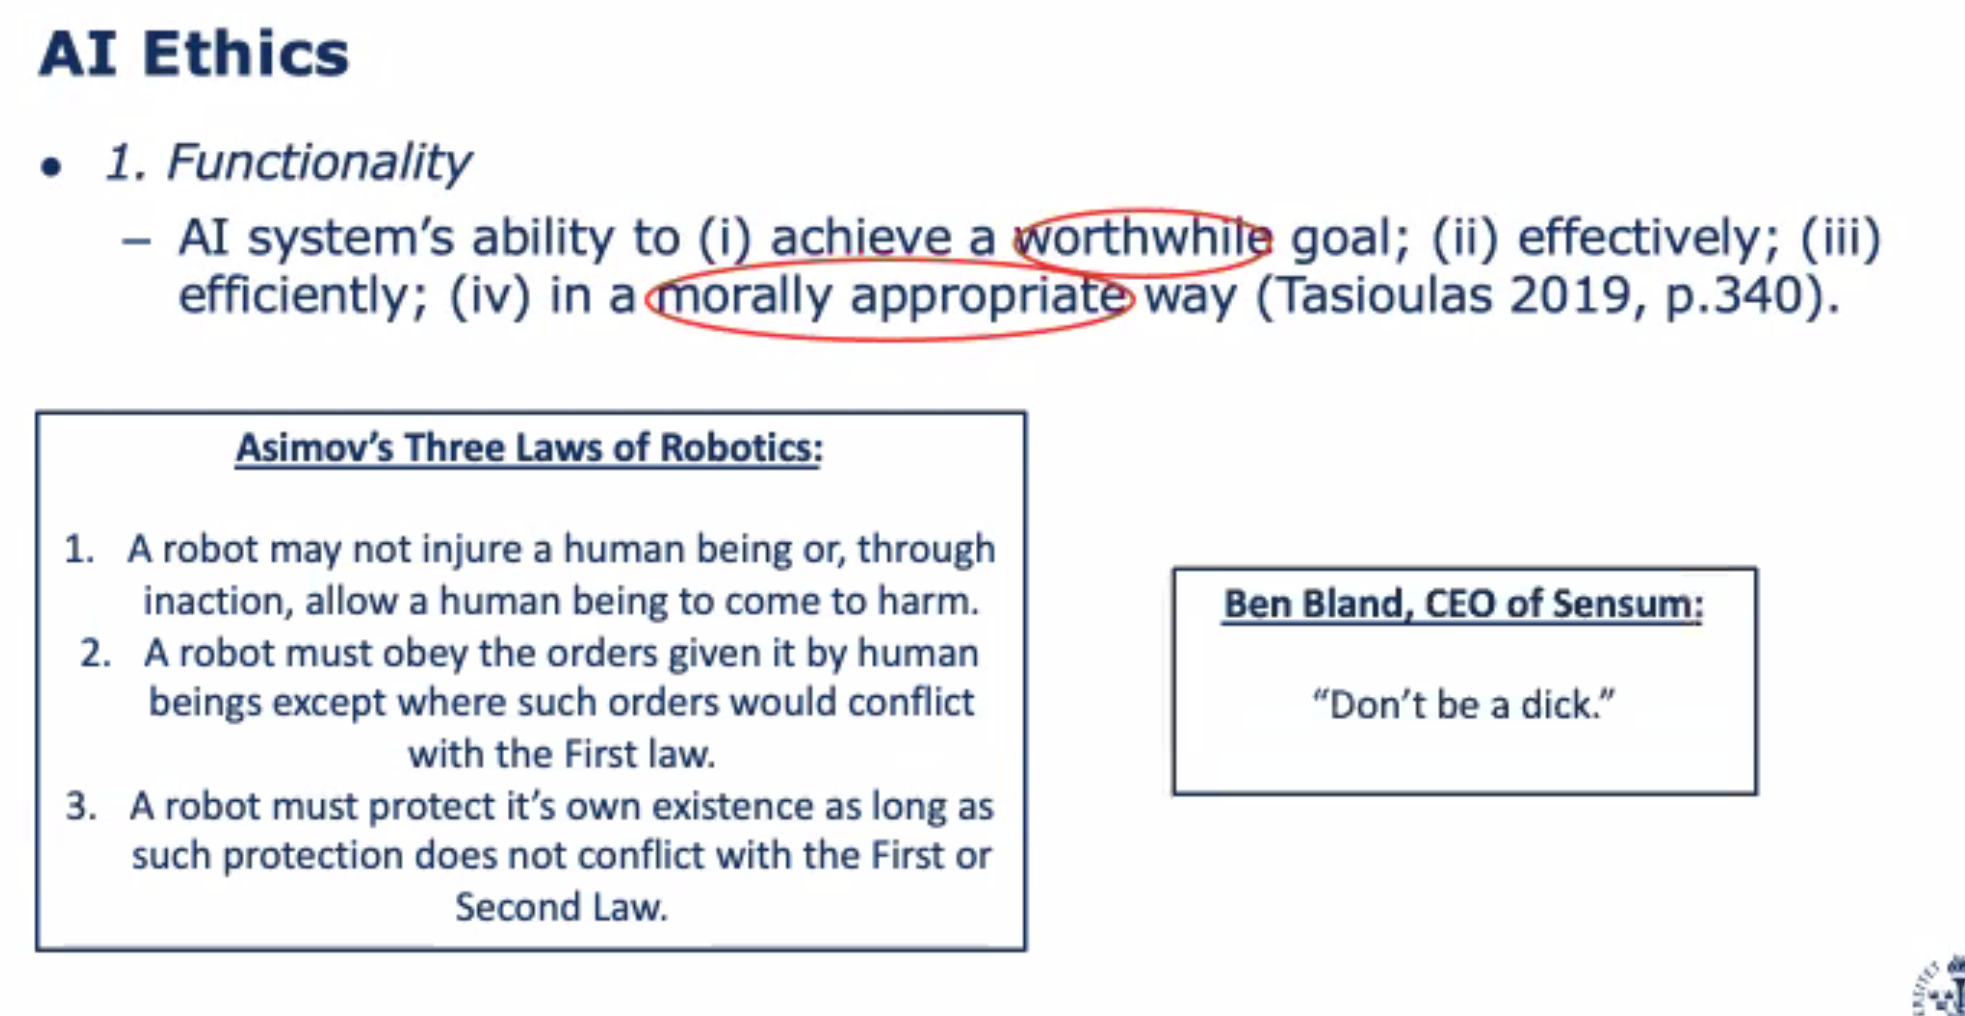 AI Ethics
• 1. Functionality
– AI system's ability to (i) achieve a worthwhile goal; (ii) effectively; (iii)
efficiently; (iv) in a morally appropriate way (Tasioulas 2019, p.340).
Asimov's Three Laws of Robotics:
1. A robot may not injure a human being or, through
inaction, allow a human being to come to harm.
2. A robot must obey the orders given it by human
beings except where such orders would conflict
with the First law.
3. A robot must protect it's own existence as long as
such protection does not conflict with the First or
Second Law.
Ben Bland, CEO of Sensum:
“Don't be a dick.”